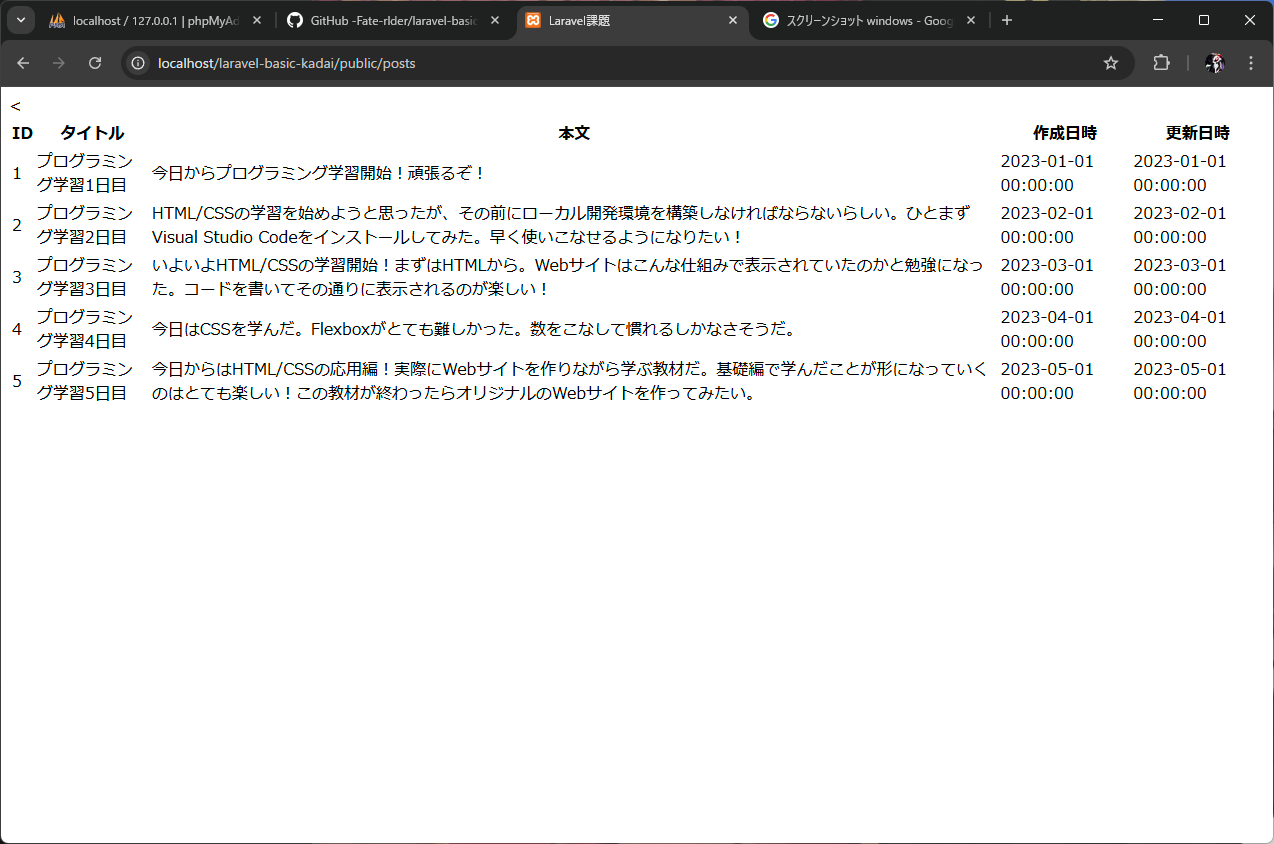 localhost / 127.0.0.1 | phpMyAd
GitHub -Fate-rIder/laravel-basic
Laravel課題
スクリーンショット windows - Goog
localhost/laravel-basic-kadai/public/posts
<
ID タイトル 本文 作成日時 更新日時
1 プログラミン
グ学習1日目 今日からプログラミング学習開始！頑張るぞ！ 2023-01-01
00:00:00 2023-01-01
00:00:00
2 プログラミン
グ学習2日目 HTML/CSSの学習を始めようと思ったが、その前にローカル開発環境を構築しなければならないらしい。ひとまず
Visual Studio Codeをインストールしてみた。早く使いこなせるようになりたい！ 2023-02-01
00:00:00 2023-02-01
00:00:00
3 プログラミン
グ学習3日目 いよいよHTML/CSSの学習開始！まずはHTMLから。Webサイトはこんな仕組みで表示されていたのかと勉強になっ
た。コードを書いてその通りに表示されるのが楽しい！ 2023-03-01
00:00:00 2023-03-01
00:00:00
4 プログラミン
グ学習4日目 今日はCSSを学んだ。Flexboxがとても難しかった。数をこなして慣れるしかなさそうだ。 2023-04-01
00:00:00 2023-04-01
00:00:00
5 プログラミン
グ学習5日目 今日からはHTML/CSSの応用編！実際にWebサイトを作りながら学ぶ教材だ。基礎編で学んだことが形になっていく
のはとても楽しい！この教材が終わったらオリジナルのWebサイトを作ってみたい。 2023-05-01
00:00:00 2023-05-01
00:00:00